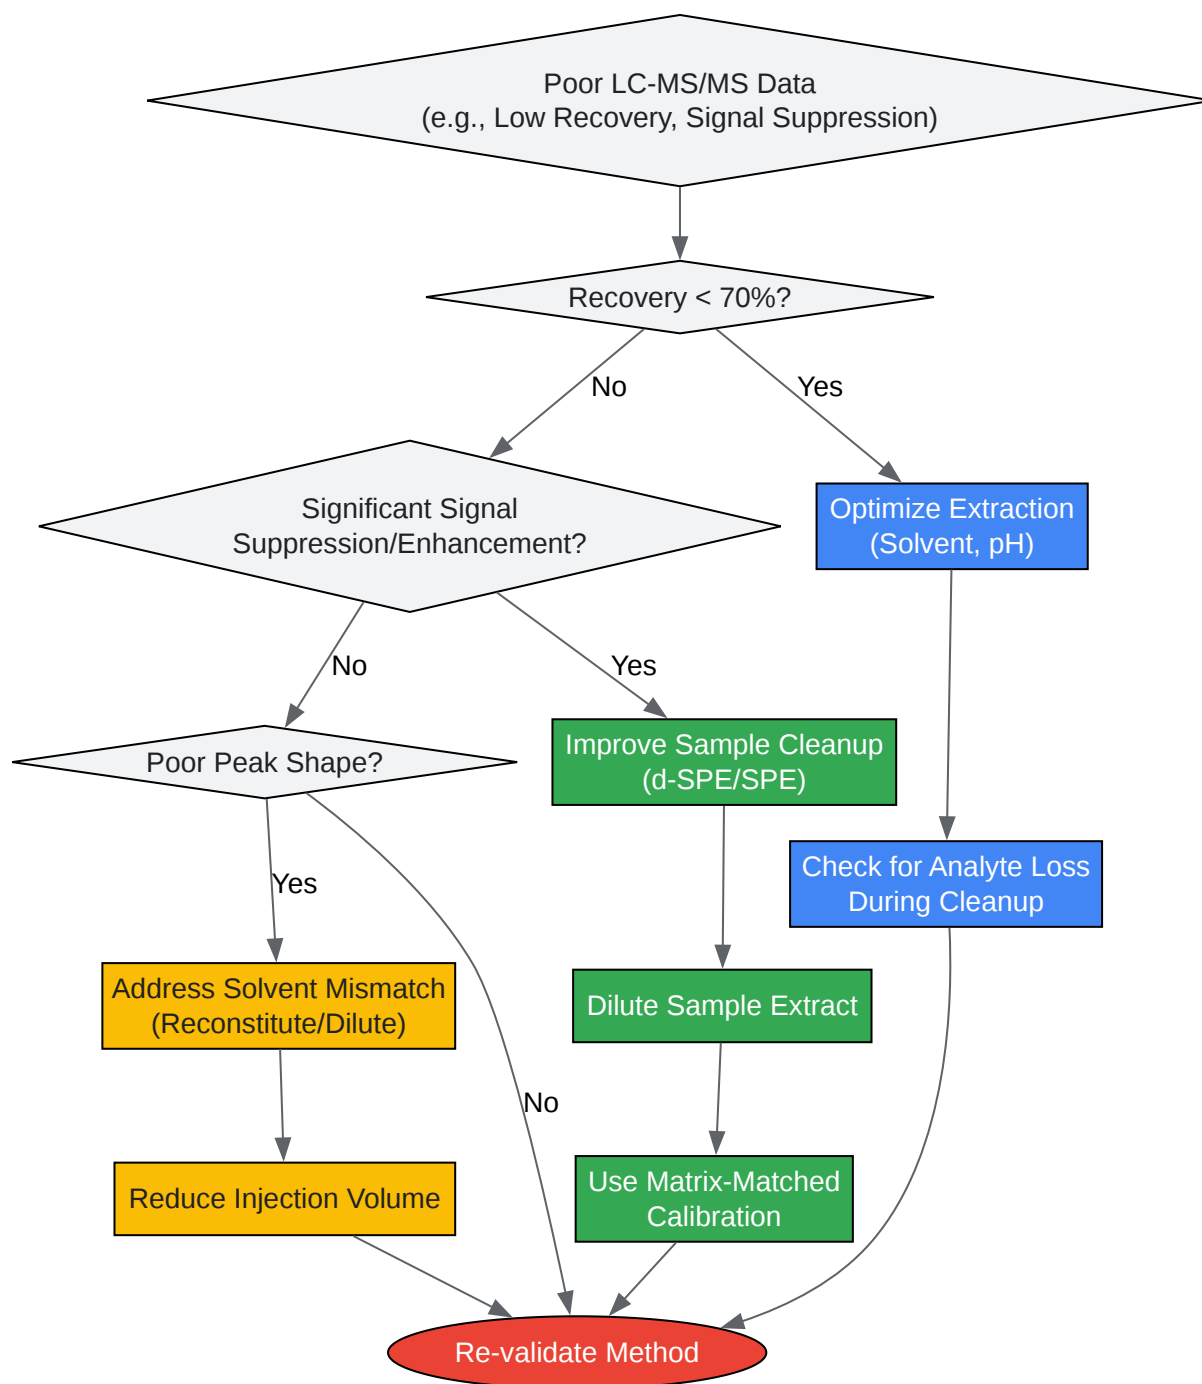 Poor LC-MS/MS Data
(e.g., Low Recovery, Signal Suppression)
Recovery < 70%?
No
Yes
Significant Signal
Suppression/Enhancement?
Optimize Extraction
(Solvent, pH)
No
Yes
Poor Peak Shape?
Improve Sample Cleanup
(d-SPE/SPE)
Yes
Check for Analyte Loss
During Cleanup
Address Solvent Mismatch
(Reconstitute/Dilute)
Dilute Sample Extract
No
Reduce Injection Volume
Use Matrix-Matched
Calibration
Re-validate Method